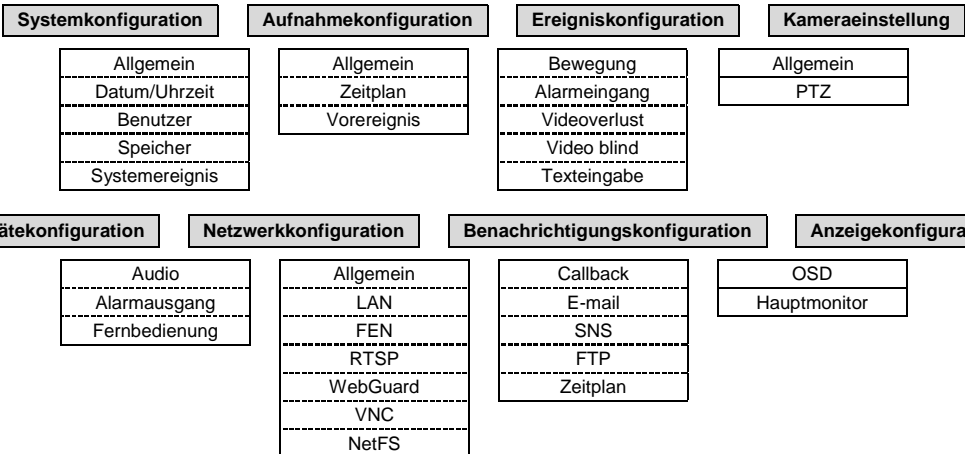 Systemkonfiguration
Allgemein
Datum/Uhrzeit
Benutzer
Speicher
Systemereignis
Aufnahmekonfiguration
Allgemein
Zeitplan
Vorereignis
Ereigniskonfiguration
Bewegung
Alarmeingang
Videoverlust
Video blind
Texteingabe
Kameraeinstellung
Allgemein
PTZ
ätekonfiguration
Audio
Alarmausgang
Fernbedienung
Netzwerkkonfiguration
Allgemein
LAN
FEN
RTSP
WebGuard
VNC
NetFS
Benachrichtigungskonfiguration
Callback
E-mail
SNS
FTP
Zeitplan
Anzeigekonfigura
OSD
Hauptmonitor